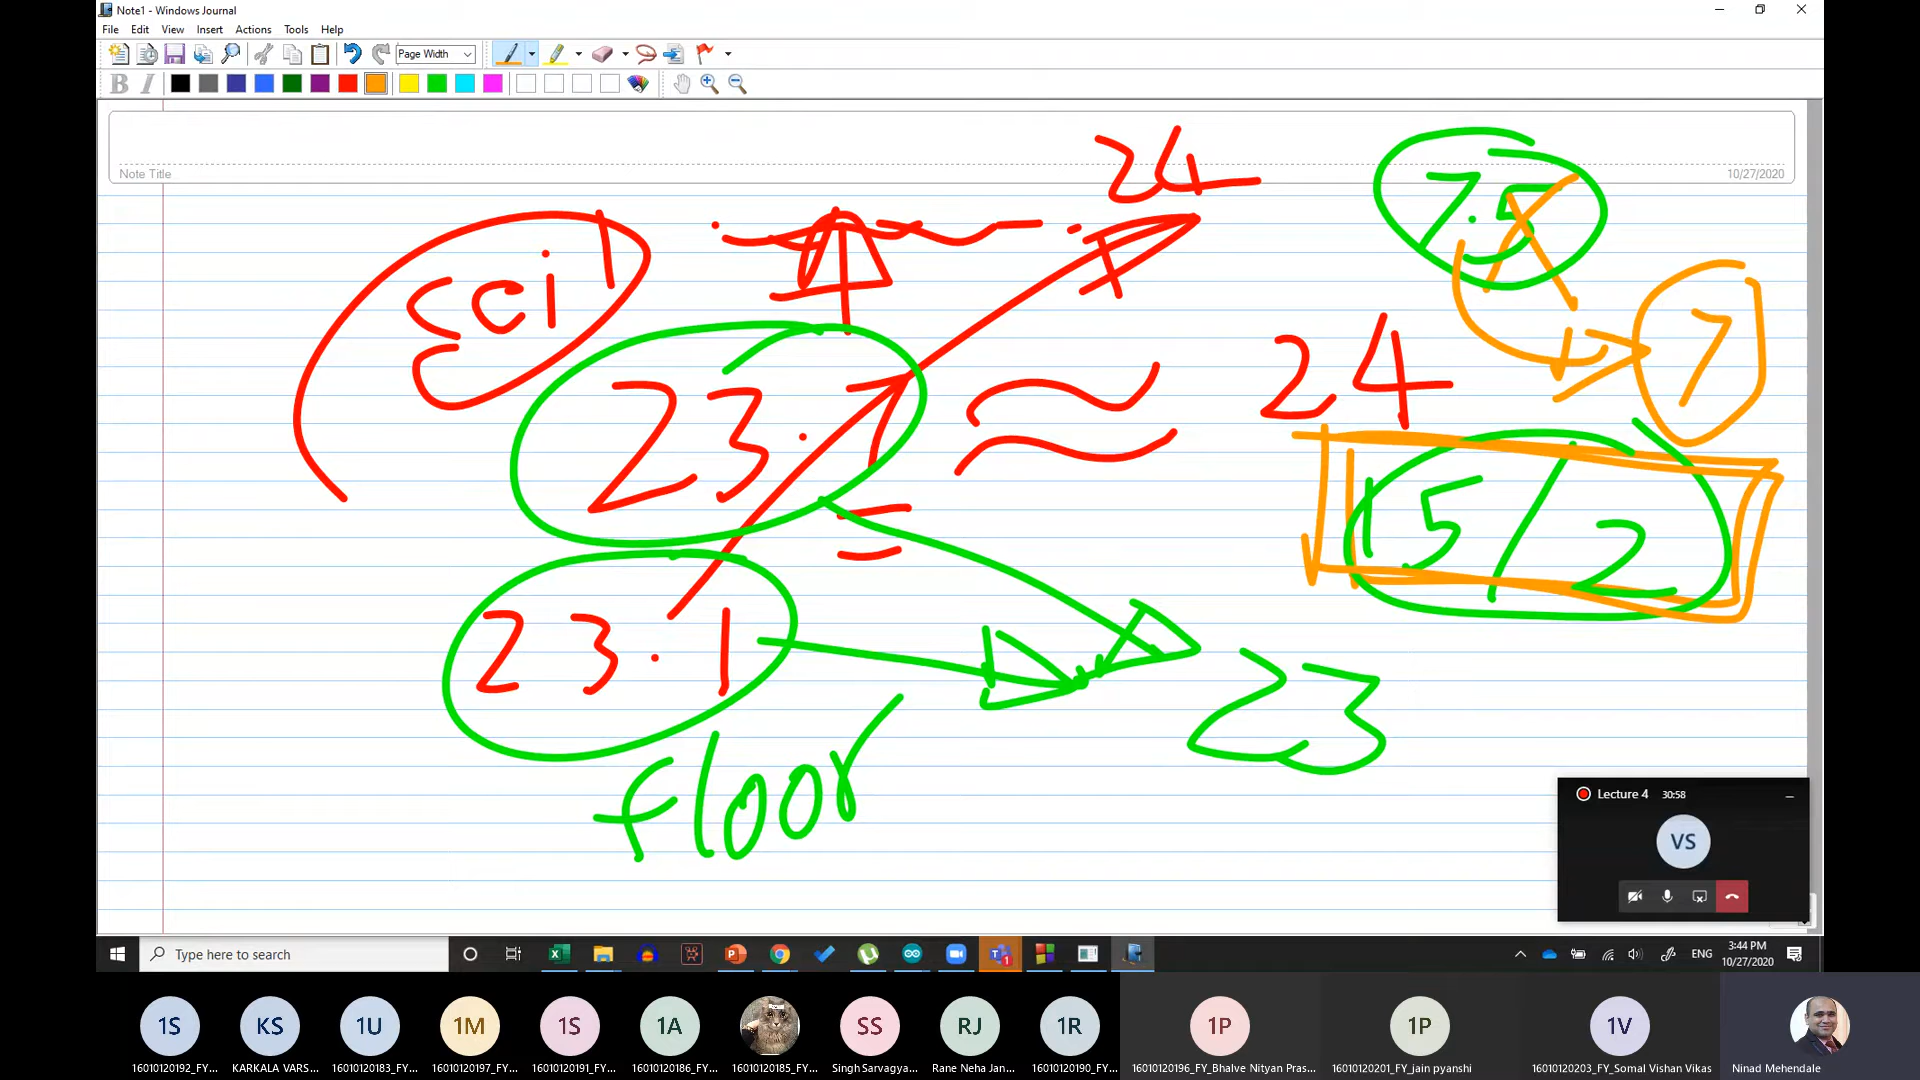 Note1 - Windows Journal
File Edit View Insert Actions Tools Help
Page Width
B I
Note Title
10/27/2020
24
7.5
7
23.7
24
15/2
23.1
23
floor
Lecture 4 30:58
VS
Type here to search
ENG
3:44 PM
10/27/2020
1S KS 1U 1M 1S 1A SS RJ 1R 1P 1P 1V
16010120192_FY... KARKALA VARS... 16010120183_FY... 16010120197_FY... 16010120191_FY... 16010120186_FY... 16010120185_FY... Singh Sarvagya... Rane Neha Jan... 16010120190_FY... 16010120196_FY_Bhalve Nityan Pras... 16010120201_FY_jain pyanshi 16010120203_FY_Somal Vishan Vikas Ninad Mehendale